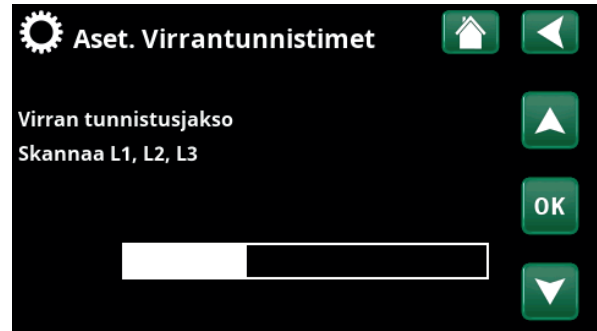 Aset. Virrantunnistimet
Virran tunnistusjakso
Skannaa L1, L2, L3
OK